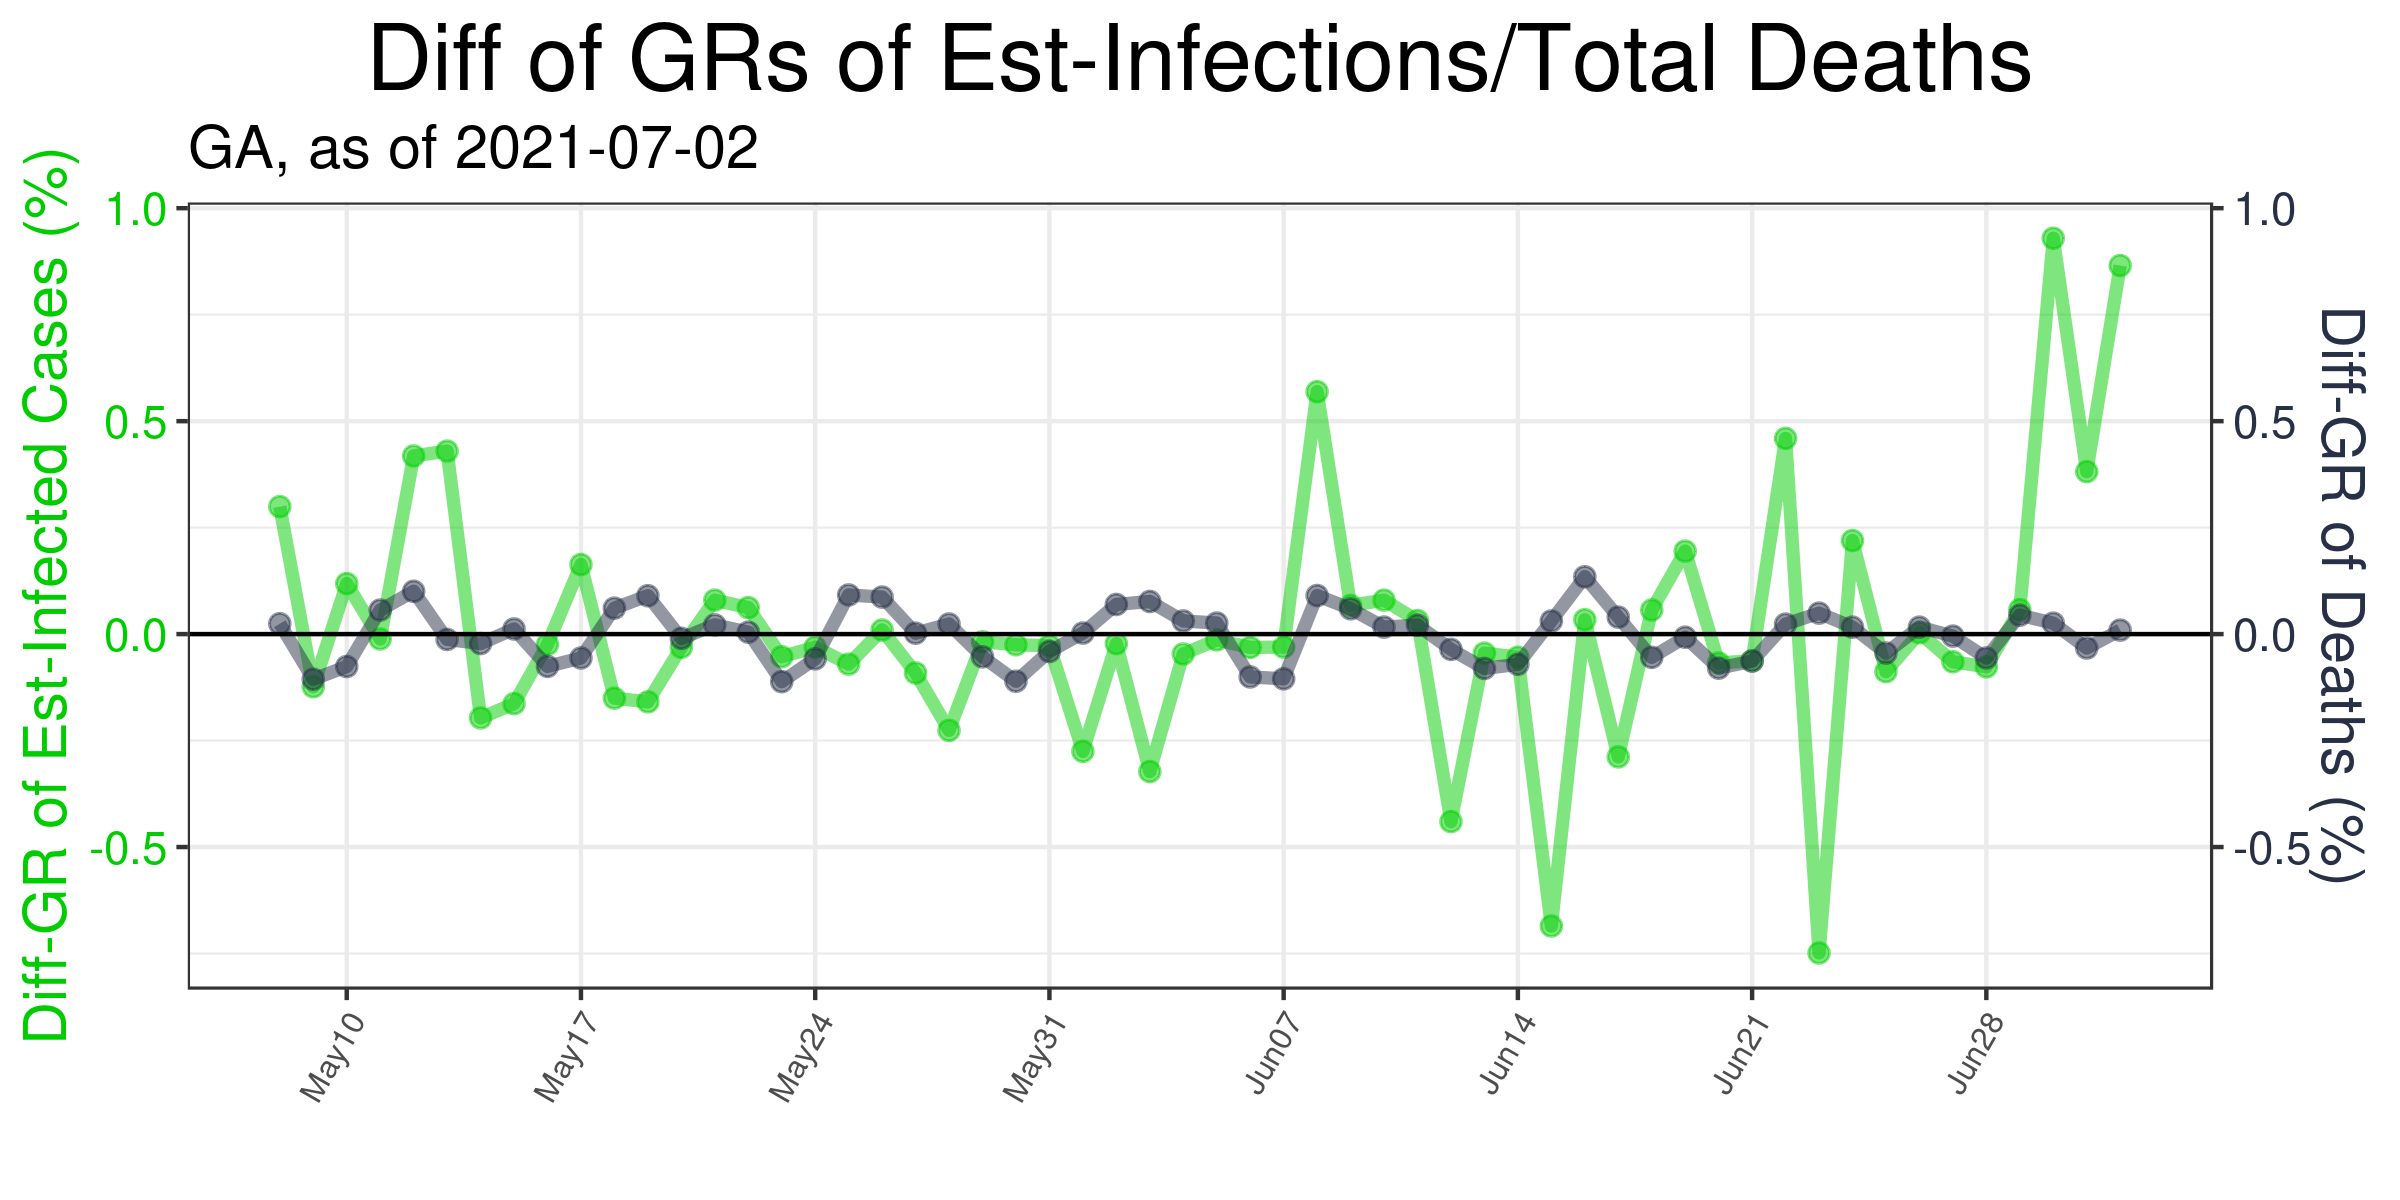 Diff of GRs of Est-Infections/Total Deaths
GA, as of 2021-07-02
Diff-GR of Est-Infected Cases (%)
1.0
0.5
0.0
-0.5
1.0
0.5
0.0
-0.5
Diff-GR of Deaths (%)
May10
May17
May24
May31
Jun07
Jun14
Jun21
Jun28